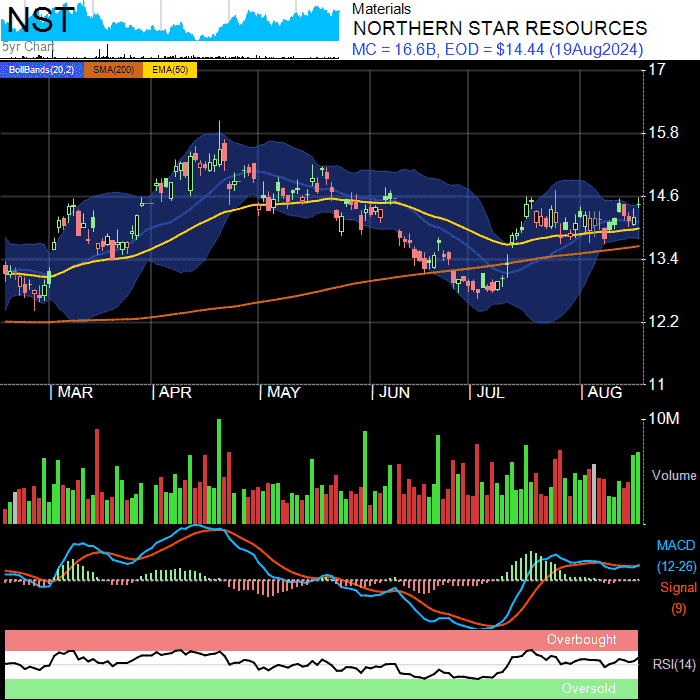 NST
5yr Chart
Materials
NORTHERN STAR RESOURCES
MC = 16.6B, EOD = $14.44 (19Aug2024)
BollBands(20,2) SMA(200) EMA(50)
17
15.8
14.6
13.4
12.2
11
MAR APR MAY JUN JUL AUG
10M
Volume
MACD
(12-26)
Signal
(9)
Overbought
RSI(14)
Oversold